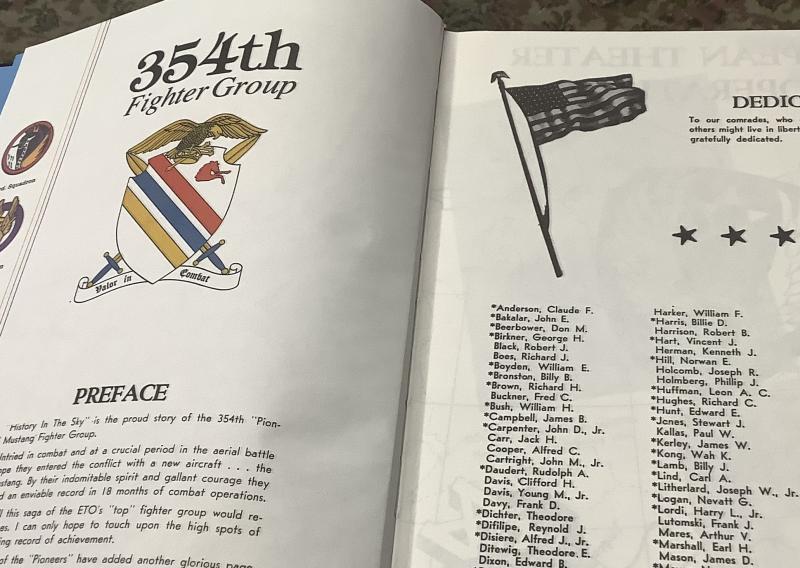 354th
Fighter Group
rd. Squadron
Valor in Combat
PREFACE
History In The Sky" is the proud story of the 354th "Pion-
Mustang Fighter Group.
ntried in combat and at a crucial period in the aerial battle
ope they entered the conflict with a new aircraft . . . the
stang. By their indomitable spirit and gallant courage they
d an enviable record in 18 months of combat operations.
ll this saga of the ETO's "top" fighter group would re-
es. I can only hope to touch upon the high spots of
ing record of achievement.
of the "Pioneers" have added another glorious page
DEDIC
To our comrades, who
others might live in libert
gratefully dedicated.
*Anderson, Claude F.
*Bakalar, John E.
*Beerbower, Don M.
*Birkner, George H.
Black, Robert J.
Boes, Richard J.
*Boyden, William E.
*Bronston, Billy B.
*Brown, Richard H.
Buckner, Fred C.
*Bush, William H.
*Campbell, James B.
*Carpenter, John D., Jr.
Carr, Jack H.
Cooper, Alfred C.
Cartright, John M., Jr.
*Daudert, Rudolph A.
Davis, Clifford H.
Davis, Young M., Jr.
Davy, Frank D.
*Dichter, Theodore
*Difilipe, Reynold J.
*Disiere, Alfred J., Jr.
Ditewig, Theodore E.
Dixon, Edward B.
Harker, William F.
*Harris, Billie D.
Harrison, Robert B.
*Hart, Vincent J.
Herman, Kenneth J.
*Hill, Norwan E.
Holcomb, Joseph R.
Holmberg, Phillip J.
*Huffman, Leon A. C.
*Hughes, Richard C.
*Hunt, Edward E.
*Jones, Stewart J.
Kallas, Paul W.
*Kerley, James W.
*Kong, Wah K.
*Lamb, Billy J.
*Lind, Carl A.
*Litherland, Joseph W., Jr.
*Logan, Nevatt G.
*Lordi, Harry L., Jr.
Lutomski, Frank J.
Mares, Arthur V.
*Marshall, Earl H.
Mason, James D.